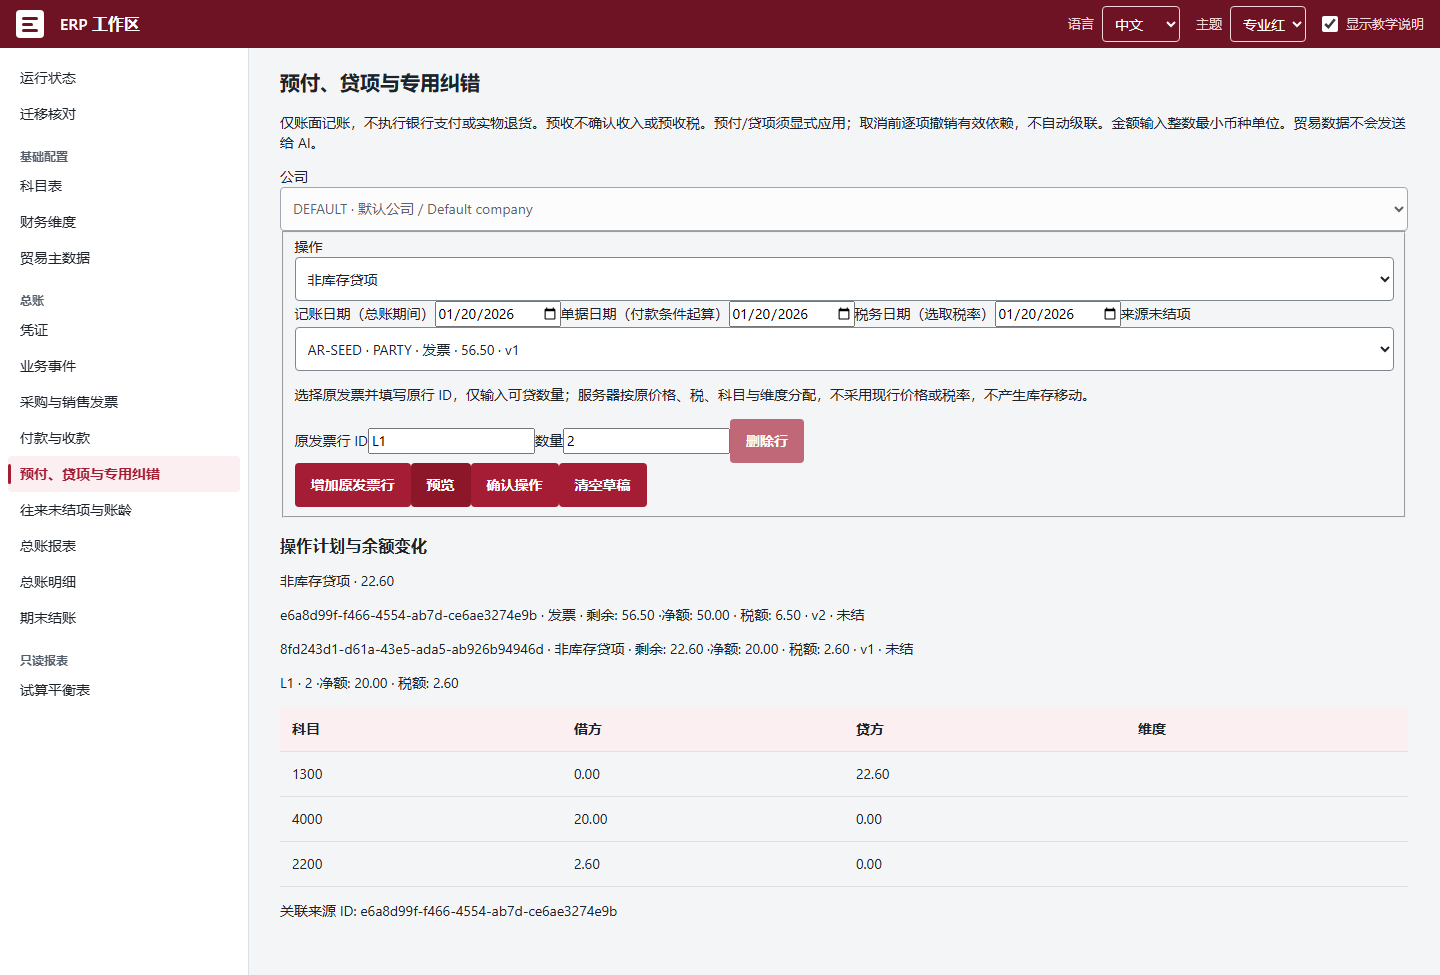 ERP 工作区
语言 中文 主题 专业红 显示教学说明
运行状态
迁移核对
基础配置
科目表
财务维度
贸易主数据
总账
凭证
业务事件
采购与销售发票
付款与收款
预付、贷项与专用纠错
往来未结项与账龄
总账报表
总账明细
期末结账
只读报表
试算平衡表
预付、贷项与专用纠错
仅账面记账，不执行银行支付或实物退货。预收不确认收入或预收税。预付/贷项须显式应用；取消前逐项撤销有效依赖，不自动级联。金额输入整数最小币种单位。贸易数据不会发送
给 AI。
公司
DEFAULT · 默认公司 / Default company
操作
非库存贷项
记账日期（总账期间） 01/20/2026 单据日期（付款条件起算） 01/20/2026 税务日期（选取税率） 01/20/2026 来源未结项
AR-SEED · PARTY · 发票 · 56.50 · v1
选择原发票并填写原行 ID，仅输入可贷数量；服务器按原价格、税、科目与维度分配，不采用现行价格或税率，不产生库存移动。
原发票行 ID L1 数量 2 删除行
增加原发票行 预览 确认操作 清空草稿
操作计划与余额变化
非库存贷项 · 22.60
e6a8d99f-f466-4554-ab7d-ce6ae3274e9b · 发票 · 剩余: 56.50 ·净额: 50.00 · 税额: 6.50 · v2 · 未结
8fd243d1-d61a-43e5-ada5-ab926b94946d · 非库存贷项 · 剩余: 22.60 ·净额: 20.00 · 税额: 2.60 · v1 · 未结
L1 · 2 ·净额: 20.00 · 税额: 2.60
科目 借方 贷方 维度
1300 0.00 22.60
4000 20.00 0.00
2200 2.60 0.00
关联来源 ID: e6a8d99f-f466-4554-ab7d-ce6ae3274e9b